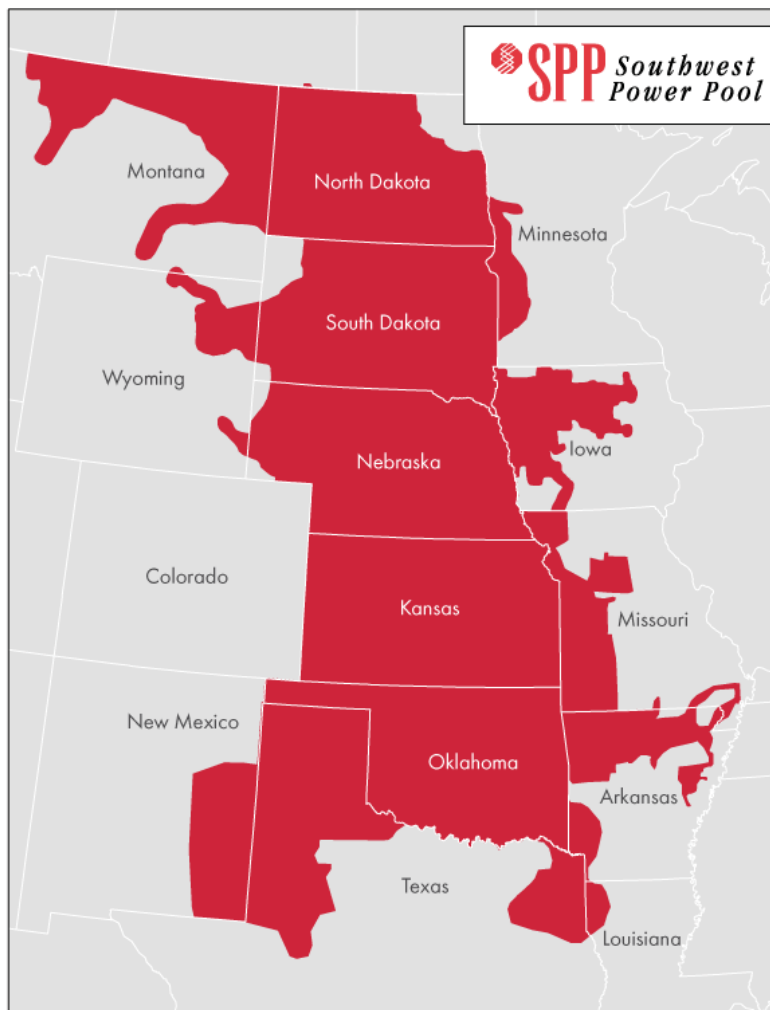 SPP Southwest
Power Pool
Montana
North Dakota
Minnesota
South Dakota
Wyoming
Iowa
Nebraska
Colorado
Kansas
Missouri
New Mexico
Oklahoma
Arkansas
Texas
Louisiana